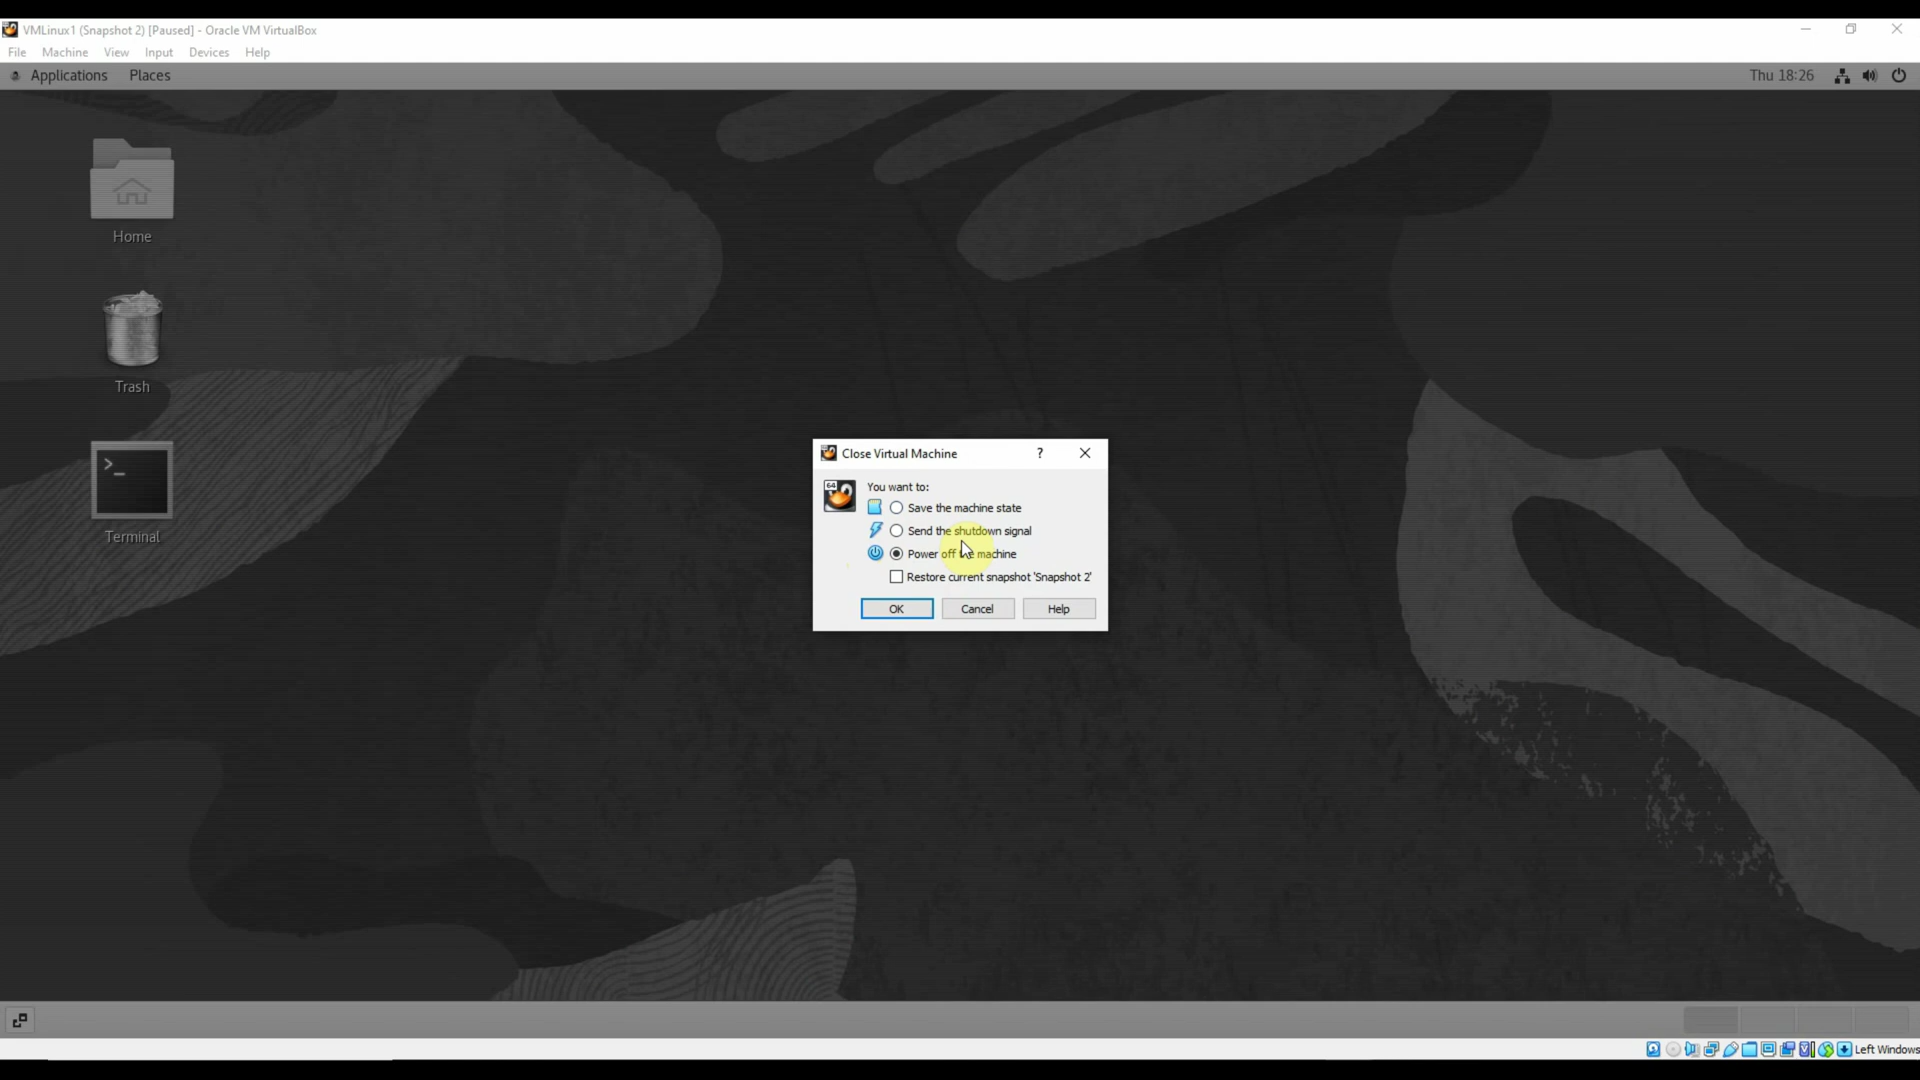 VMLinux1 (Snapshot 2) [Paused] - Oracle VM VirtualBox
File Machine View Input Devices Help
Applications Places Thu 18:26
Home
Trash
>_
Terminal
Close Virtual Machine ?
64
You want to:
Save the machine state
Send the shutdown signal
Power off the machine
Restore current snapshot 'Snapshot 2'
OK Cancel Help
Left Windows